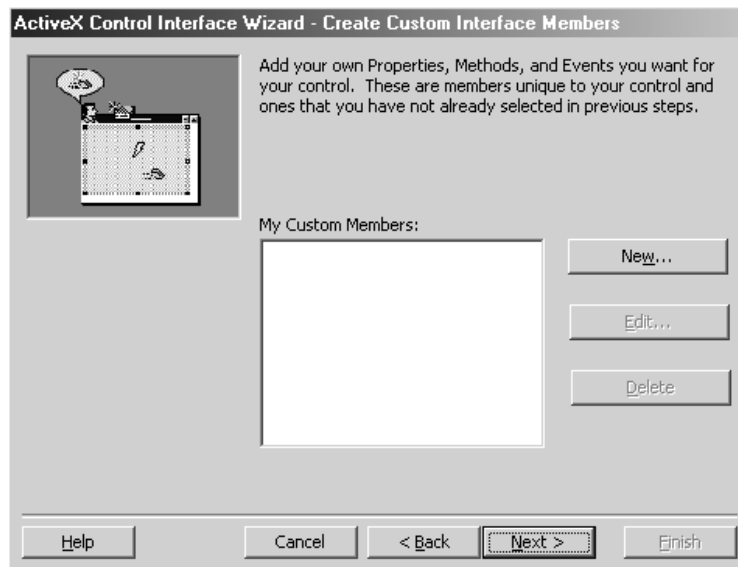 ActiveX Control Interface Wizard - Create Custom Interface Members
Add your own Properties, Methods, and Events you want for
your control. These are members unique to your control and
ones that you have not already selected in previous steps.
My Custom Members:
New...
Edit...
Delete
Help
Cancel
< Back
Next >
Finish